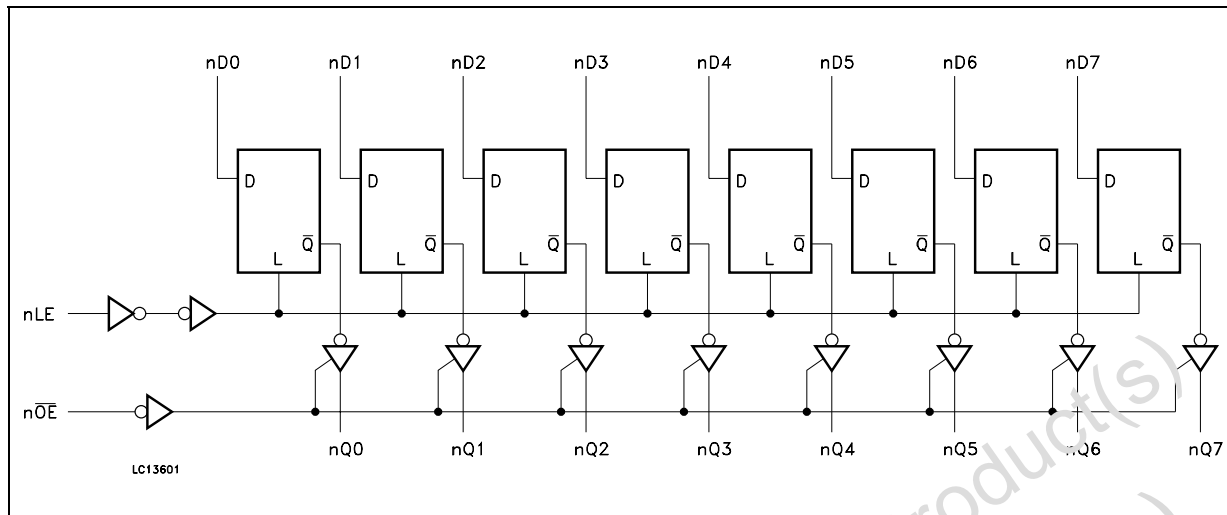 nD0 nD1 nD2 nD3 nD4 nD5 nD6 nD7
D D D D D D D D
Q̅ Q̅ Q̅ Q̅ Q̅ Q̅ Q̅ Q̅
L L L L L L L L
nLE
nO̅E̅
nQ0 nQ1 nQ2 nQ3 nQ4 nQ5 nQ6 nQ7
LC13601
roduct(s)